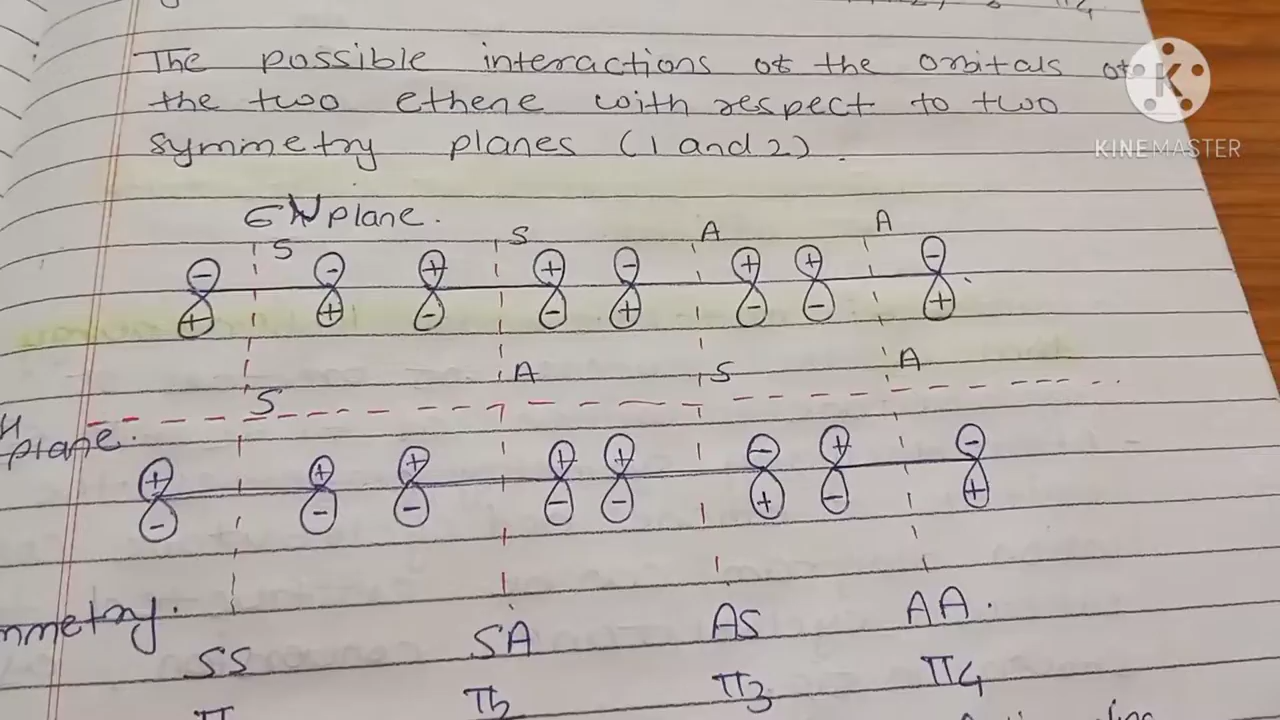 The possible interactions of the orbitals of
KINEMASTER
the two ethene with respect to two
symmetry planes (1 and 2).
plane.
S S A A
- - + + - + + -
+ + - - + - - +
S A S A
plane.
+ + + + + - + -
- - - - - + - +
mmetry.
SS SA AS AA.
π2 π3 π4